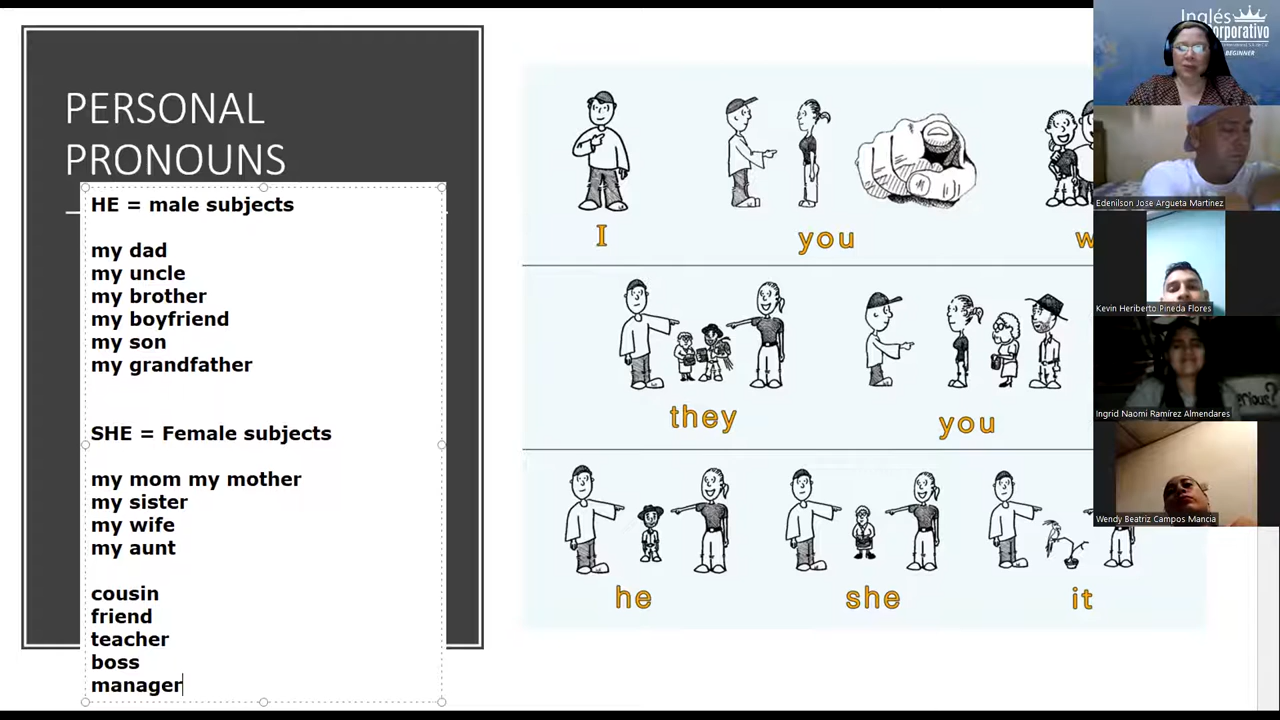 PERSONAL
PRONOUNS
HE = male subjects
my dad
my uncle
my brother
my boyfriend
my son
my grandfather
SHE = Female subjects
my mom my mother
my sister
my wife
my aunt
cousin
friend
teacher
boss
manager
I
you
they
you
he
she
it
Inglés
BEGINNER
Edenilson Jose Argueta Martinez
Kevin Heriberto Pineda Flores
Ingrid Naomi Ramírez Almendares
Wendy Beatriz Campos Mancia